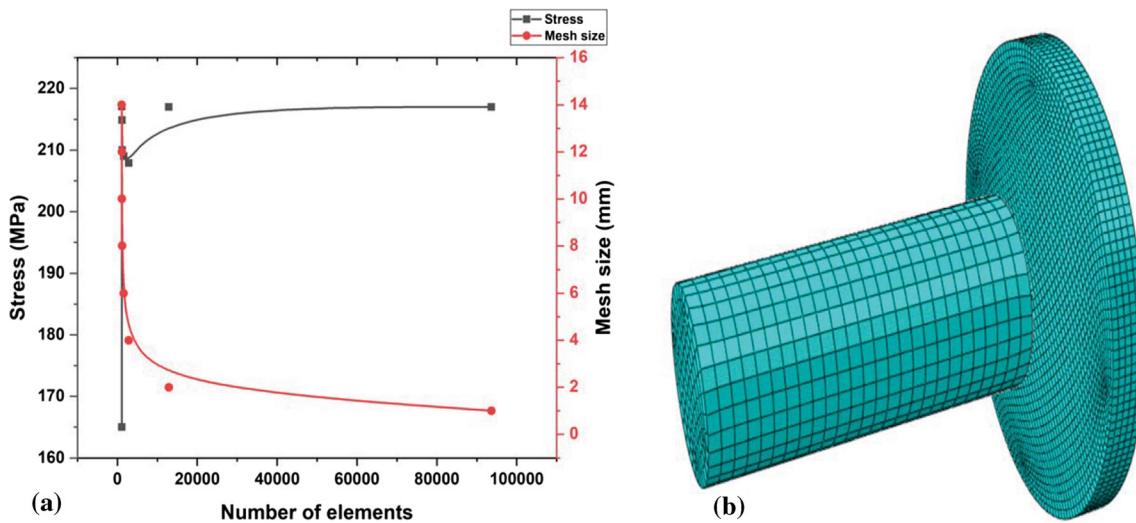 Stress
Mesh size
220
210
200
190
180
170
160
Stress (MPa)
16
14
12
10
8
6
4
2
0
Mesh size (mm)
0 20000 40000 60000 80000 100000
Number of elements
(a)
(b)